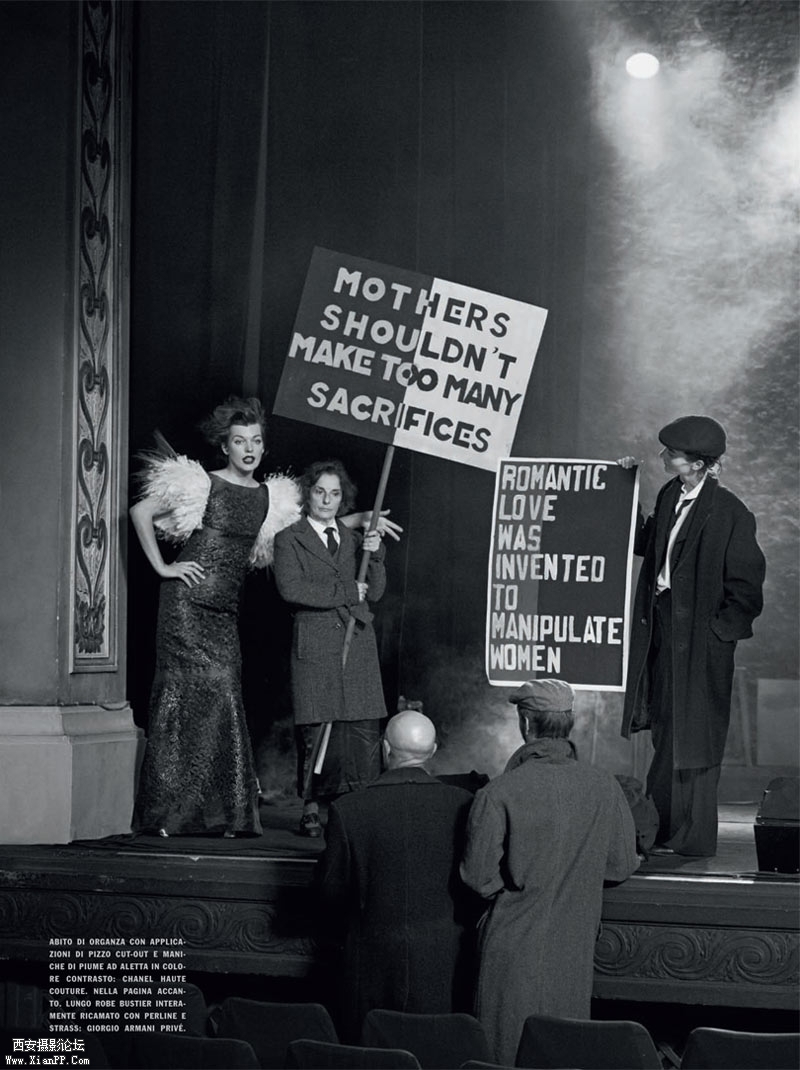 MOTHERS
SHOULDN'T
MAKE TOO MANY
SACRIFICES
ROMANTIC
LOVE
WAS
INVENTED
TO
MANIPULATE
WOMEN
ABITO DI ORGANZA CON APPLICA-
ZIONI DI PIZZO CUT-OUT E MANI-
CHE DI PIUME AD ALETTA IN COLO-
RE CONTRASTO: CHANEL HAUTE
COUTURE. NELLA PAGINA ACCAN-
TO. LUNGO ROBE BUSTIER INTERA-
MENTE RICAMATO CON PERLINE E
STRASS: GIORGIO ARMANI PRIVÉ.
西安摄影论坛
Www.XianPP.Com